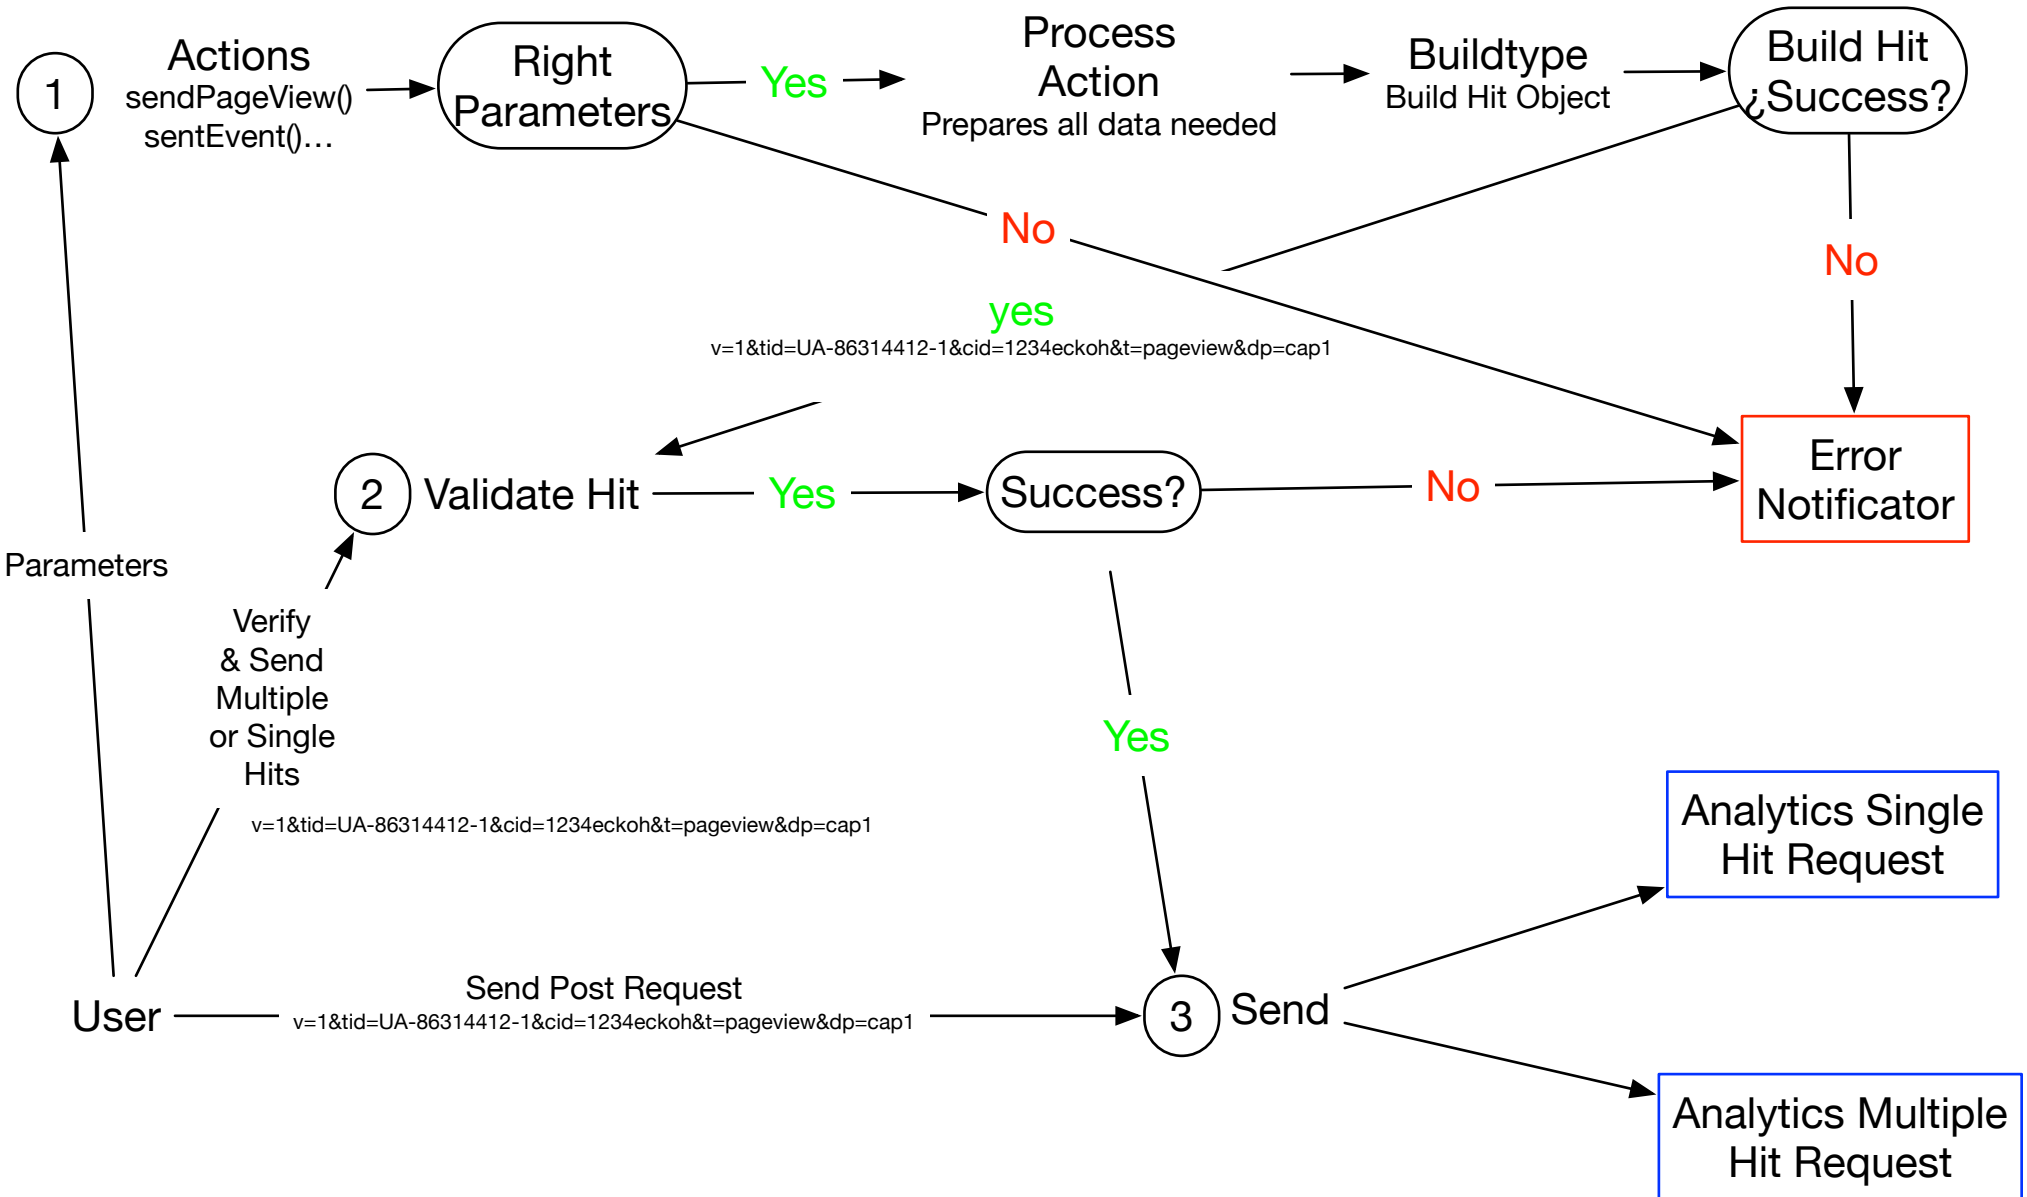 1
Actions
sendPageView()
sentEvent()...
Right
Parameters
Yes
Process
Action
Prepares all data needed
Buildtype
Build Hit Object
Build Hit
¿Success?
No
No
yes
v=1&tid=UA-86314412-1&cid=1234eckoh&t=pageview&dp=cap1
2
Validate Hit
Yes
Success?
No
Error
Notificator
Parameters
Verify
& Send
Multiple
or Single
Hits
v=1&tid=UA-86314412-1&cid=1234eckoh&t=pageview&dp=cap1
Yes
User
Send Post Request
v=1&tid=UA-86314412-1&cid=1234eckoh&t=pageview&dp=cap1
3
Send
Analytics Single
Hit Request
Analytics Multiple
Hit Request